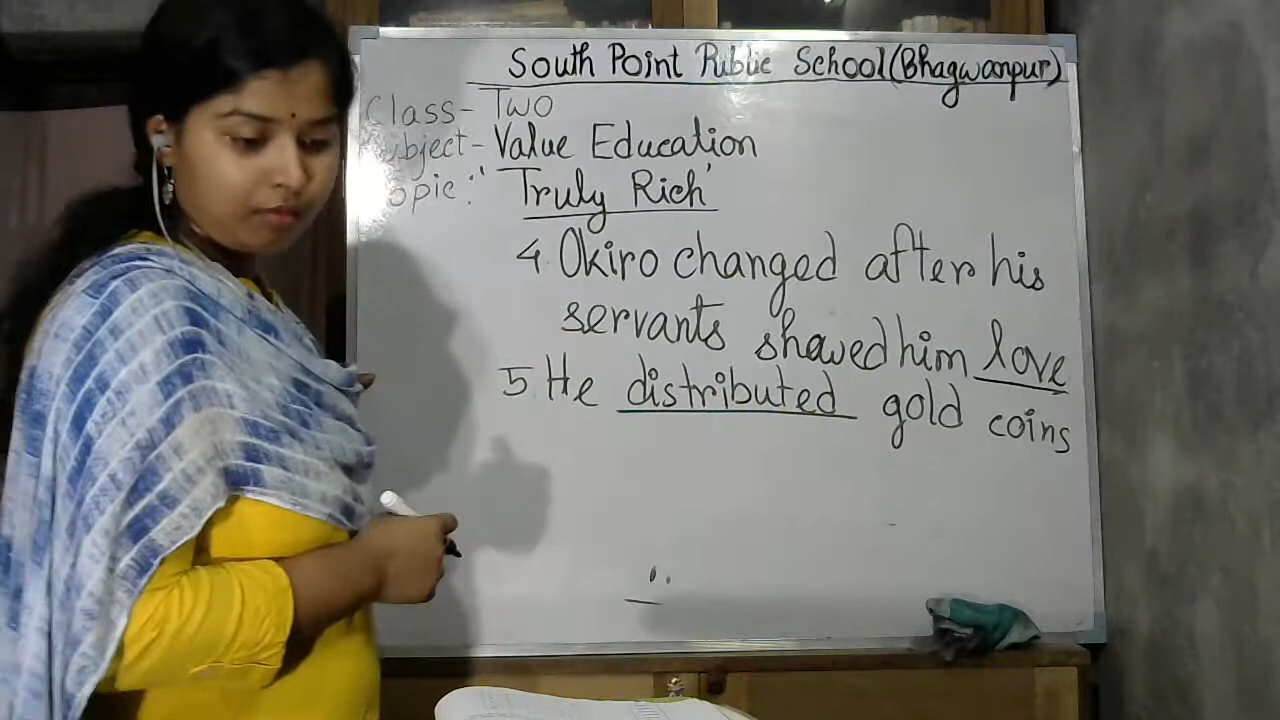 South Point Public School(Bhagwanpur)
Class- Two
Subject- Value Education
Topic: 'Truly Rich'
4 Okiro changed after his
servants showed him love
5 He distributed gold coins